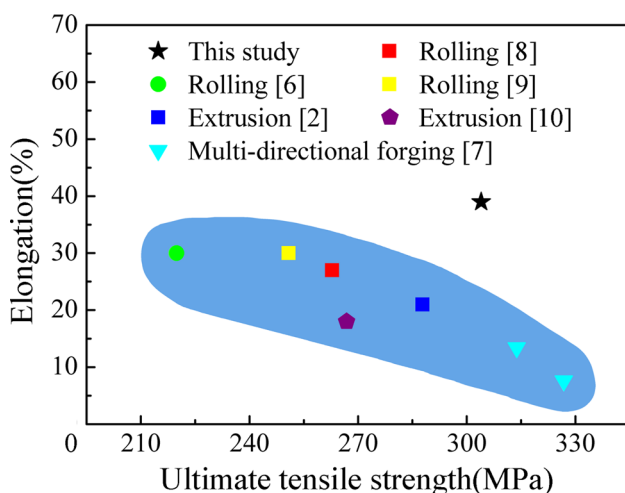 70
60
50
40
30
20
10
0
Elongation(%)
This study
Rolling [8]
Rolling [6]
Rolling [9]
Extrusion [2]
Extrusion [10]
Multi-directional forging [7]
210 240 270 300 330
Ultimate tensile strength(MPa)